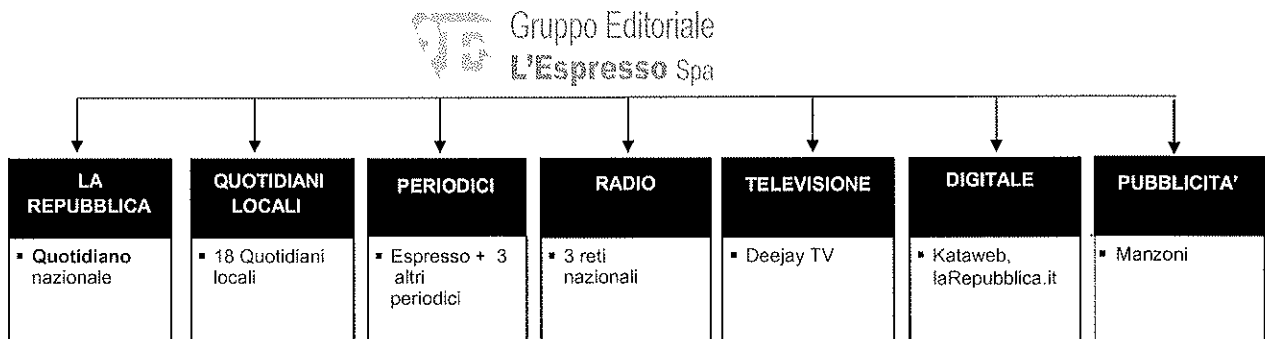 Gruppo Editoriale
L'Espresso Spa
LA
REPUBBLICA
▪ Quotidiano
nazionale
QUOTIDIANI
LOCALI
▪ 18 Quotidiani
locali
PERIODICI
▪ Espresso + 3
altri
periodici
RADIO
▪ 3 reti
nazionali
TELEVISIONE
▪ Deejay TV
DIGITALE
▪ Kataweb,
laRepubblica.it
PUBBLICITA'
▪ Manzoni